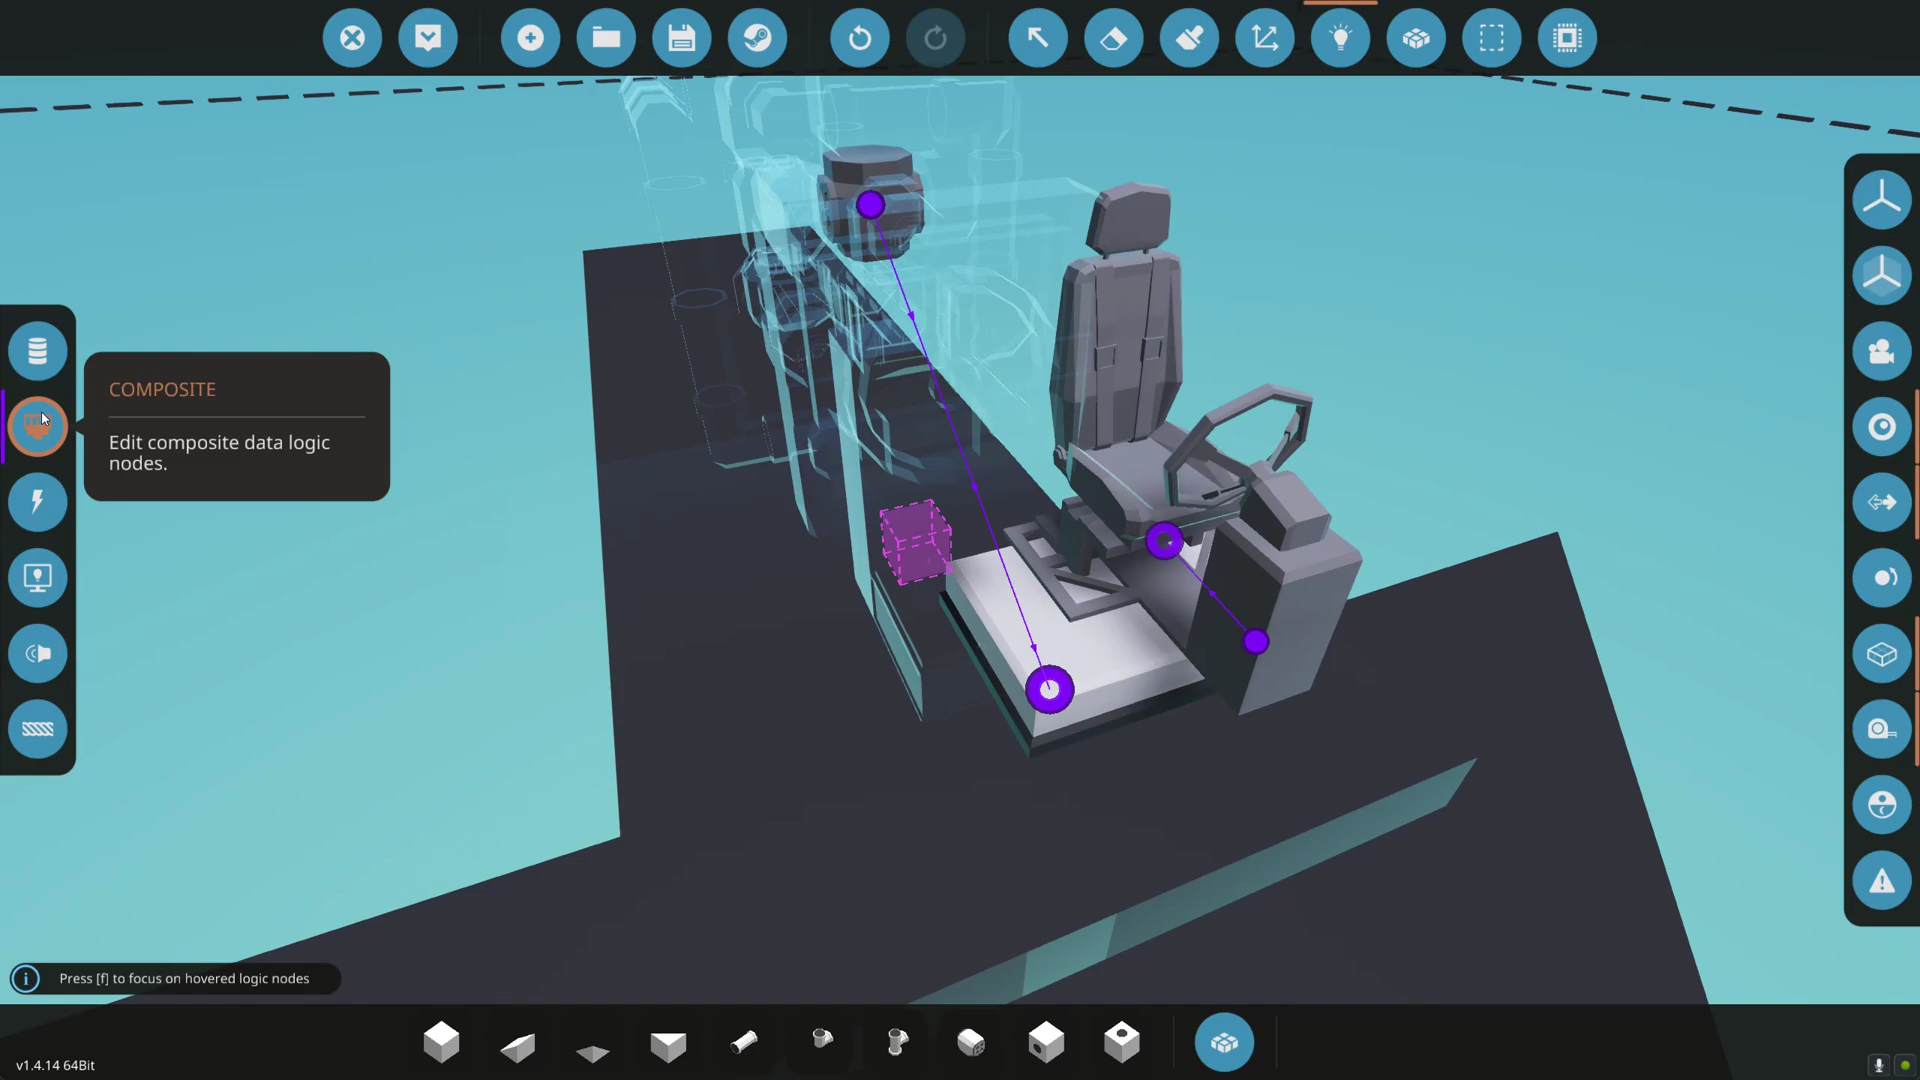 COMPOSITE
Edit composite data logic
nodes.
Press [f] to focus on hovered logic nodes
v1.4.14 64Bit